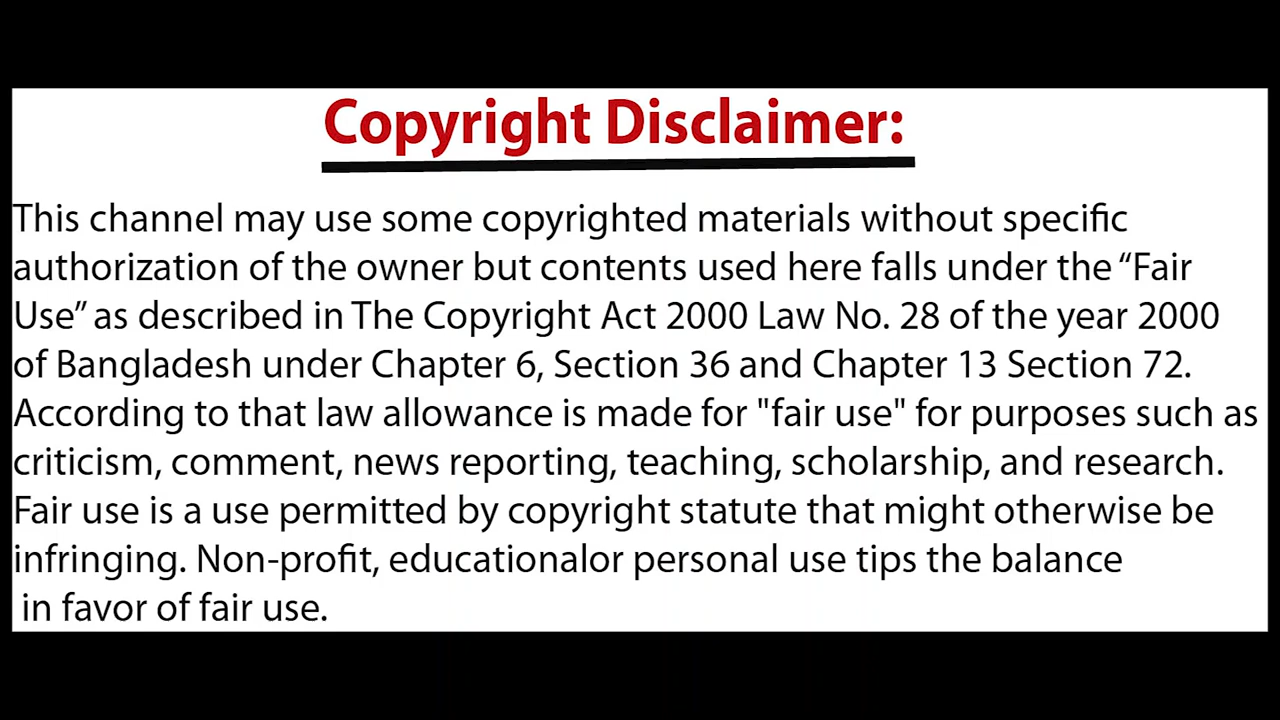 Copyright Disclaimer:
This channel may use some copyrighted materials without specific
authorization of the owner but contents used here falls under the “Fair
Use” as described in The Copyright Act 2000 Law No. 28 of the year 2000
of Bangladesh under Chapter 6, Section 36 and Chapter 13 Section 72.
According to that law allowance is made for "fair use" for purposes such as
criticism, comment, news reporting, teaching, scholarship, and research.
Fair use is a use permitted by copyright statute that might otherwise be
infringing. Non-profit, educationalor personal use tips the balance
in favor of fair use.